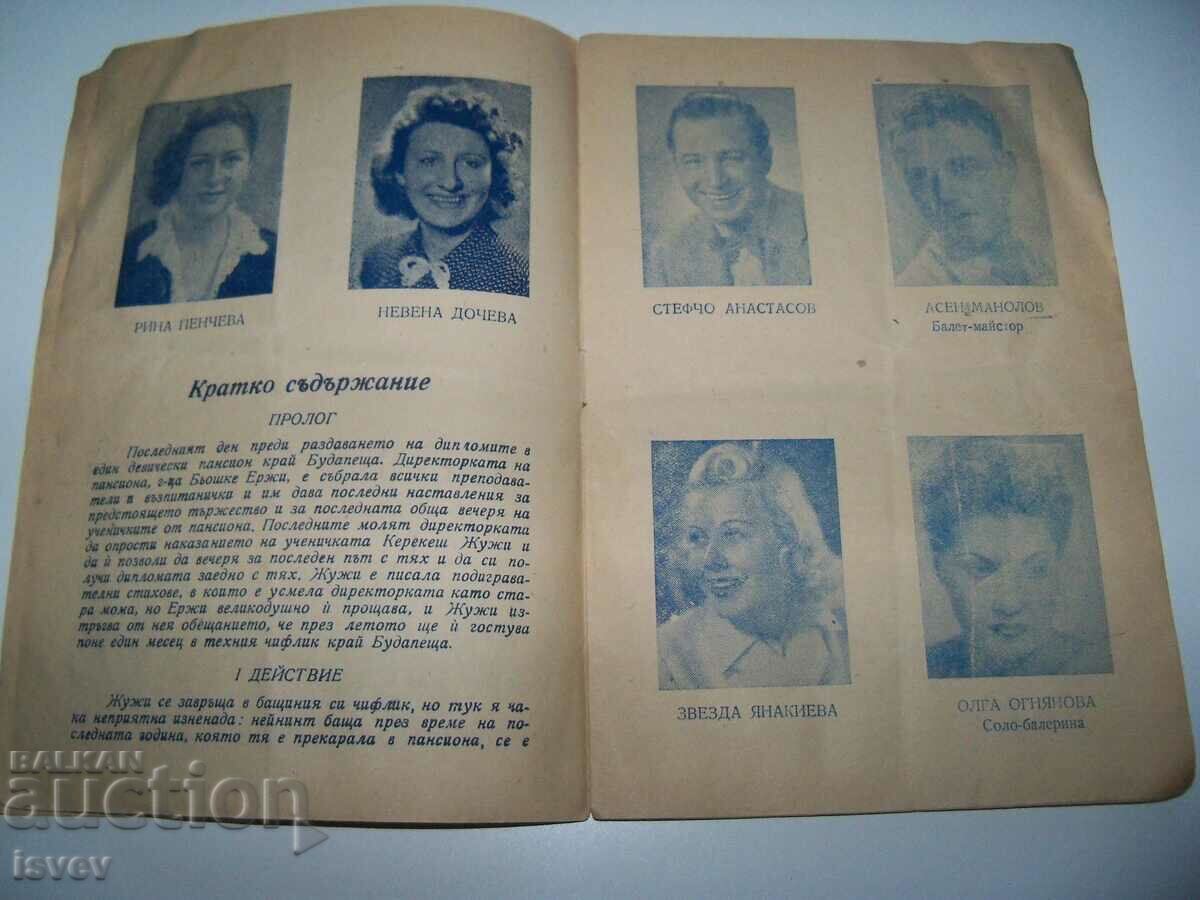 РИНА ПЕНЧЕВА
НЕВЕНА ДОЧЕВА
Кратко съдържание
ПРОЛОГ
Последният ден преди раздаването на дипломите в
един девически пансион край Будапеща. Директорката на
пансиона, г-ца Бьошке Ержи, е събрала всички преподава-
тели и възпитанички и им дава последни наставления за
предстоящето тържество и за последната обща вечеря на
ученичките от пансиона. Последните молят директорката
да опрости наказанието на ученичката Керекеш Жужи и
да ѝ позволи да вечеря за последен път с тях и да си по-
лучи дипломата заедно с тях. Жужи е писала подиграва-
телни стихове, в които е усмела директорката като ста-
ра мома, но Ержи великодушно ѝ прощава, и Жужи из-
тръгва от нея обещанието, че през летото ще ѝ гостува
поне един месец в техния чифлик край Будапеща.
I ДЕЙСТВИЕ
Жужи се завръща в бащиния си чифлик, но тук я ча-
ка неприятна изненада: нейнинт баща през време на по-
следната година, която тя е прекарала в пансиона, се е
СТЕФЧО АНАСТАСОВ
АСЕН МАНОЛОВ
Балет-майстор
ЗВЕЗДА ЯНАКИЕВА
ОЛГА ОГНЯНОВА
Соло-балерина
BALKAN
auction
isvev